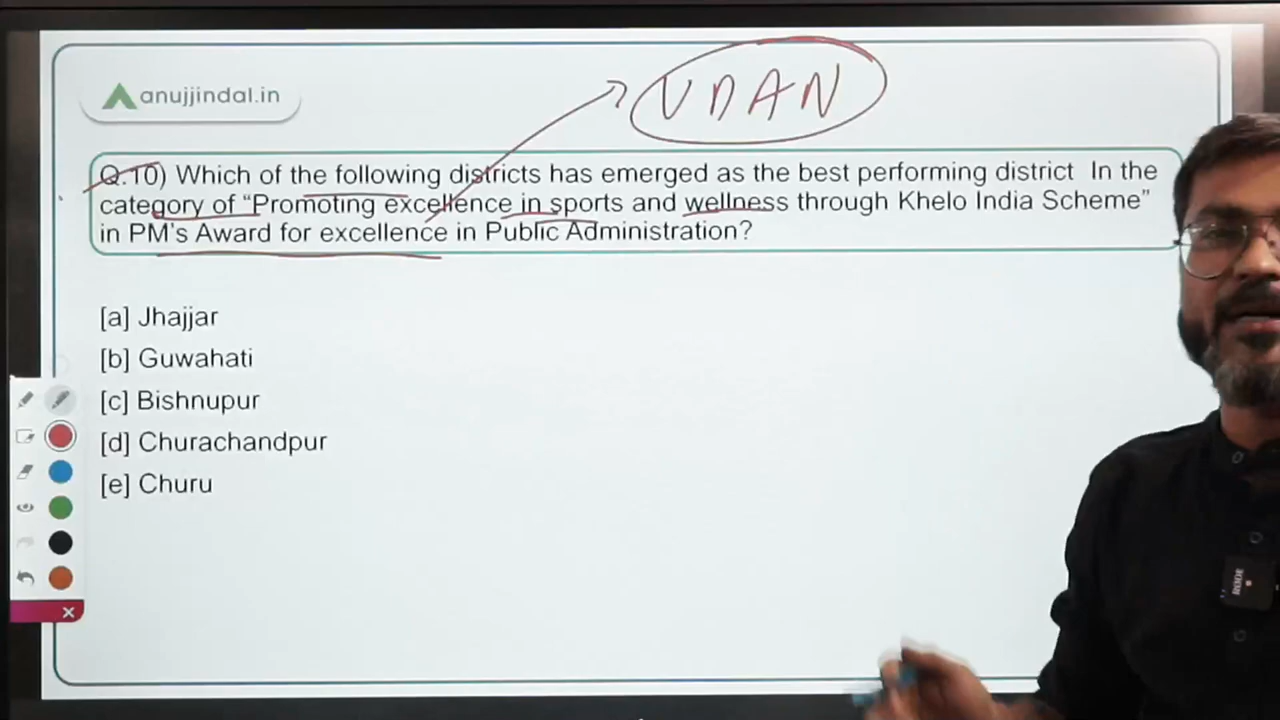 UDAN
anujjindal.in
Q.10) Which of the following districts has emerged as the best performing district In the
category of “Promoting excellence in sports and wellness through Khelo India Scheme”
in PM's Award for excellence in Public Administration?
[a] Jhajjar
[b] Guwahati
[c] Bishnupur
[d] Churachandpur
[e] Churu
RODE